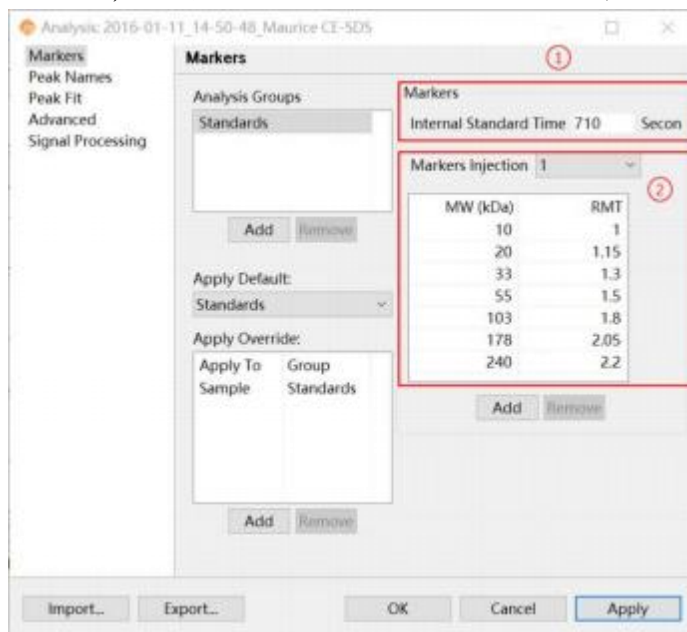 Analysis: 2016-01-11_14-50-48_Maurice CE-SDS
Markers
Peak Names
Peak Fit
Advanced
Signal Processing
Markers
Analysis Groups
Standards
Add Remove
Apply Default:
Standards
Apply Override:
Apply To Group
Sample Standards
Add Remove
①
Markers
Internal Standard Time 710 Secon
Markers Injection 1
②
MW (kDa) RMT
10 1
20 1.15
33 1.3
55 1.5
103 1.8
178 2.05
240 2.2
Add Remove
Import... Export... OK Cancel Apply